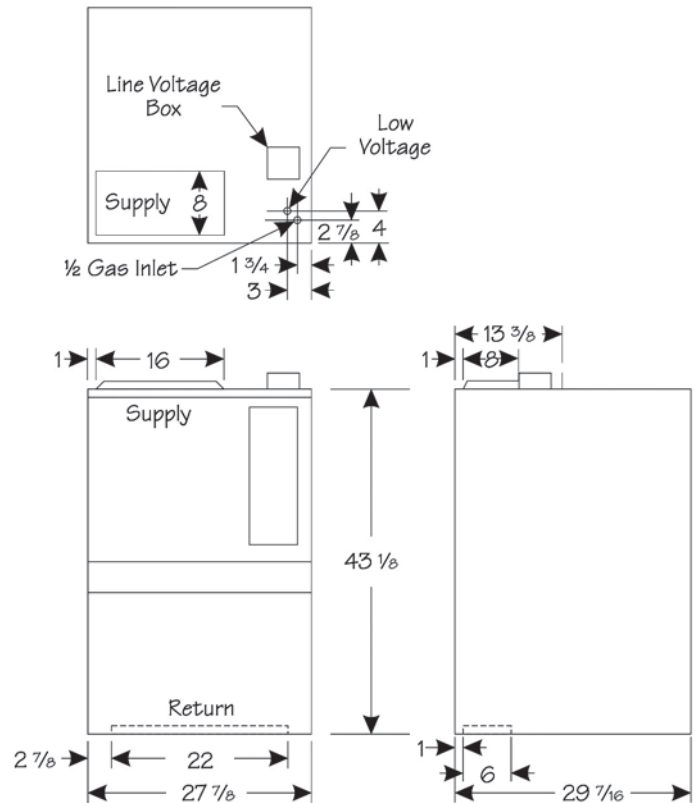 Line Voltage
Box
Low
Voltage
Supply
8
½ Gas Inlet
2 ⅞
4
1 ¾
3
1
16
Supply
13 ⅜
1
8
43 ⅛
Return
2 ⅞
22
27 ⅞
1
6
29 7/16